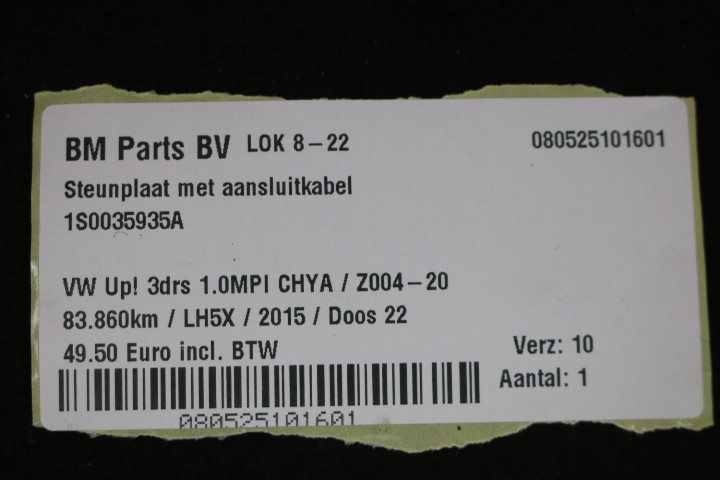 BM Parts BV LOK 8-22 080525101601
Steunplaat met aansluitkabel
1S0035935A
VW Up! 3drs 1.0MPI CHYA / Z004-20
83.860km / LH5X / 2015 / Doos 22
49.50 Euro incl. BTW Verz: 10
Aantal: 1
080525101601